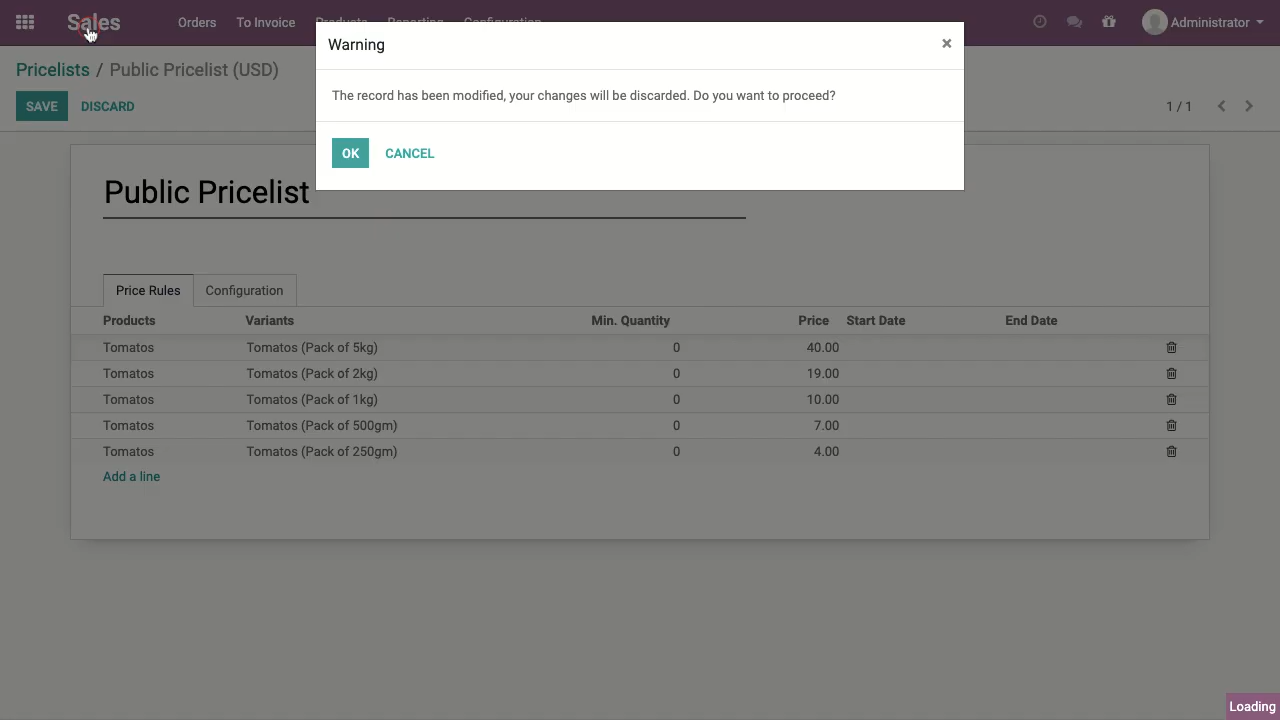 Sales Orders To Invoice Products Reporting Configuration Administrator
Warning ×
Pricelists / Public Pricelist (USD)
The record has been modified, your changes will be discarded. Do you want to proceed?
SAVE DISCARD 1 / 1
OK CANCEL
Public Pricelist
Price Rules Configuration
Products Variants Min. Quantity Price Start Date End Date
Tomatos Tomatos (Pack of 5kg) 0 40.00
Tomatos Tomatos (Pack of 2kg) 0 19.00
Tomatos Tomatos (Pack of 1kg) 0 10.00
Tomatos Tomatos (Pack of 500gm) 0 7.00
Tomatos Tomatos (Pack of 250gm) 0 4.00
Add a line
Loading